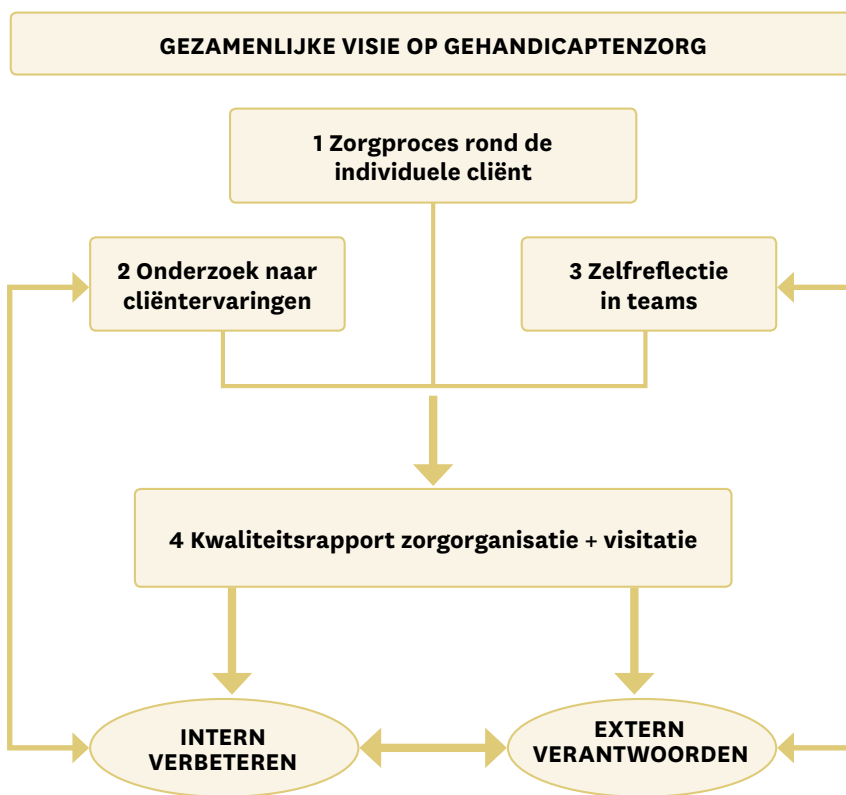 GEZAMENLIJKE VISIE OP GEHANDICAPTENZORG
1 Zorgproces rond de
individuele cliënt
2 Onderzoek naar
cliëntervaringen
3 Zelfreflectie
in teams
4 Kwaliteitsrapport zorgorganisatie + visitatie
INTERN
VERBETEREN
EXTERN
VERANTWOORDEN